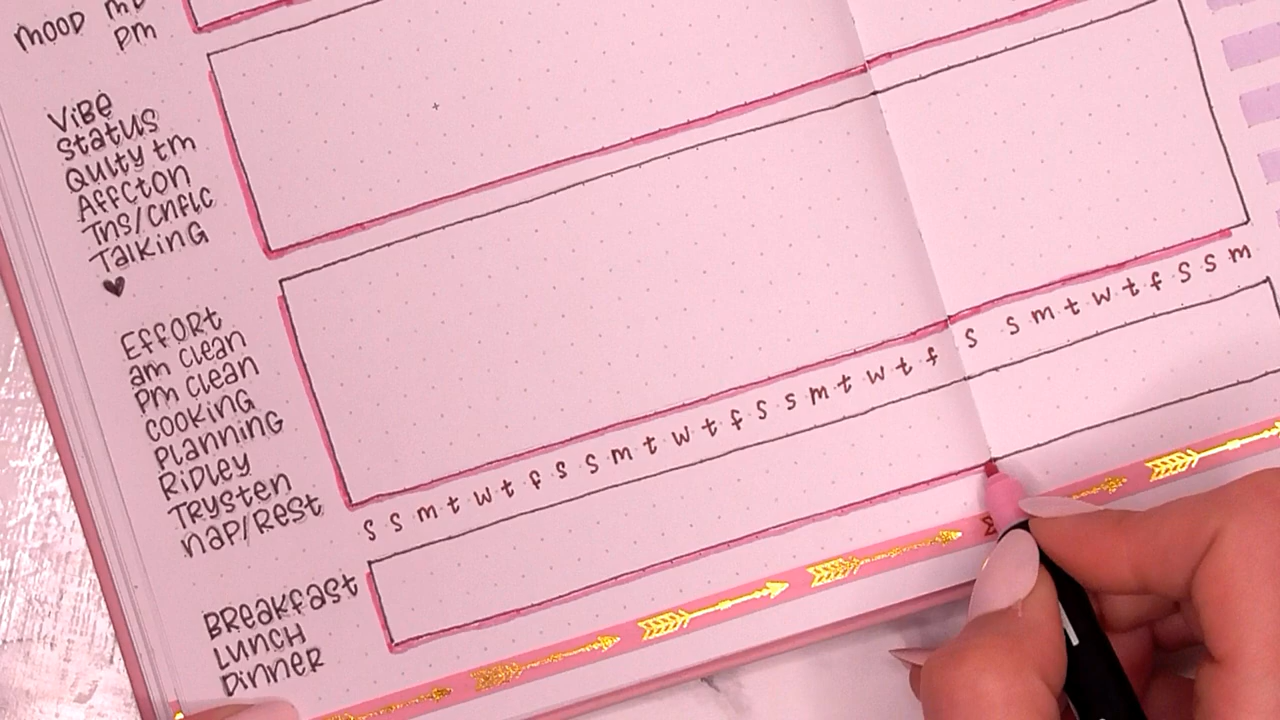 mOOD
pm
ViBe
Status
Qulty tm
Affcton
Tns/Cnflc
Talking
♥
Effort
am clean
Pm clean
cooking
Planning
RiDLey
Trusten
nap/Rest
S S m t w t f S S m t w t f S S m t w t f S S m t w t f S S m
Breakfast
Lunch
Dinner